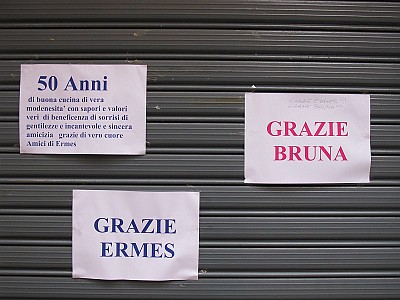 50 Anni
di buona cucina di vera
modenesita' con sapori e valori
veri di beneficenza di sorrisi di
gentilezze e incantevole e sincera
amicizia grazie di vero cuore
Amici di Ermes
GRAZIE
BRUNA
GRAZIE
ERMES